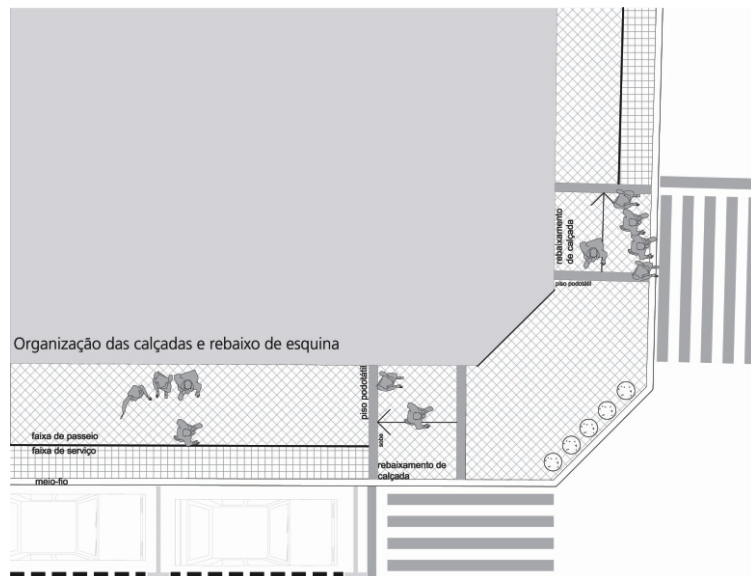 rebaixamento
de calçada
piso podotátil
Organização das calçadas e rebaixo de esquina
piso podotátil
faixa de passeio
faixa de serviço
sobe
rebaixamento de
calçada
meio-fio